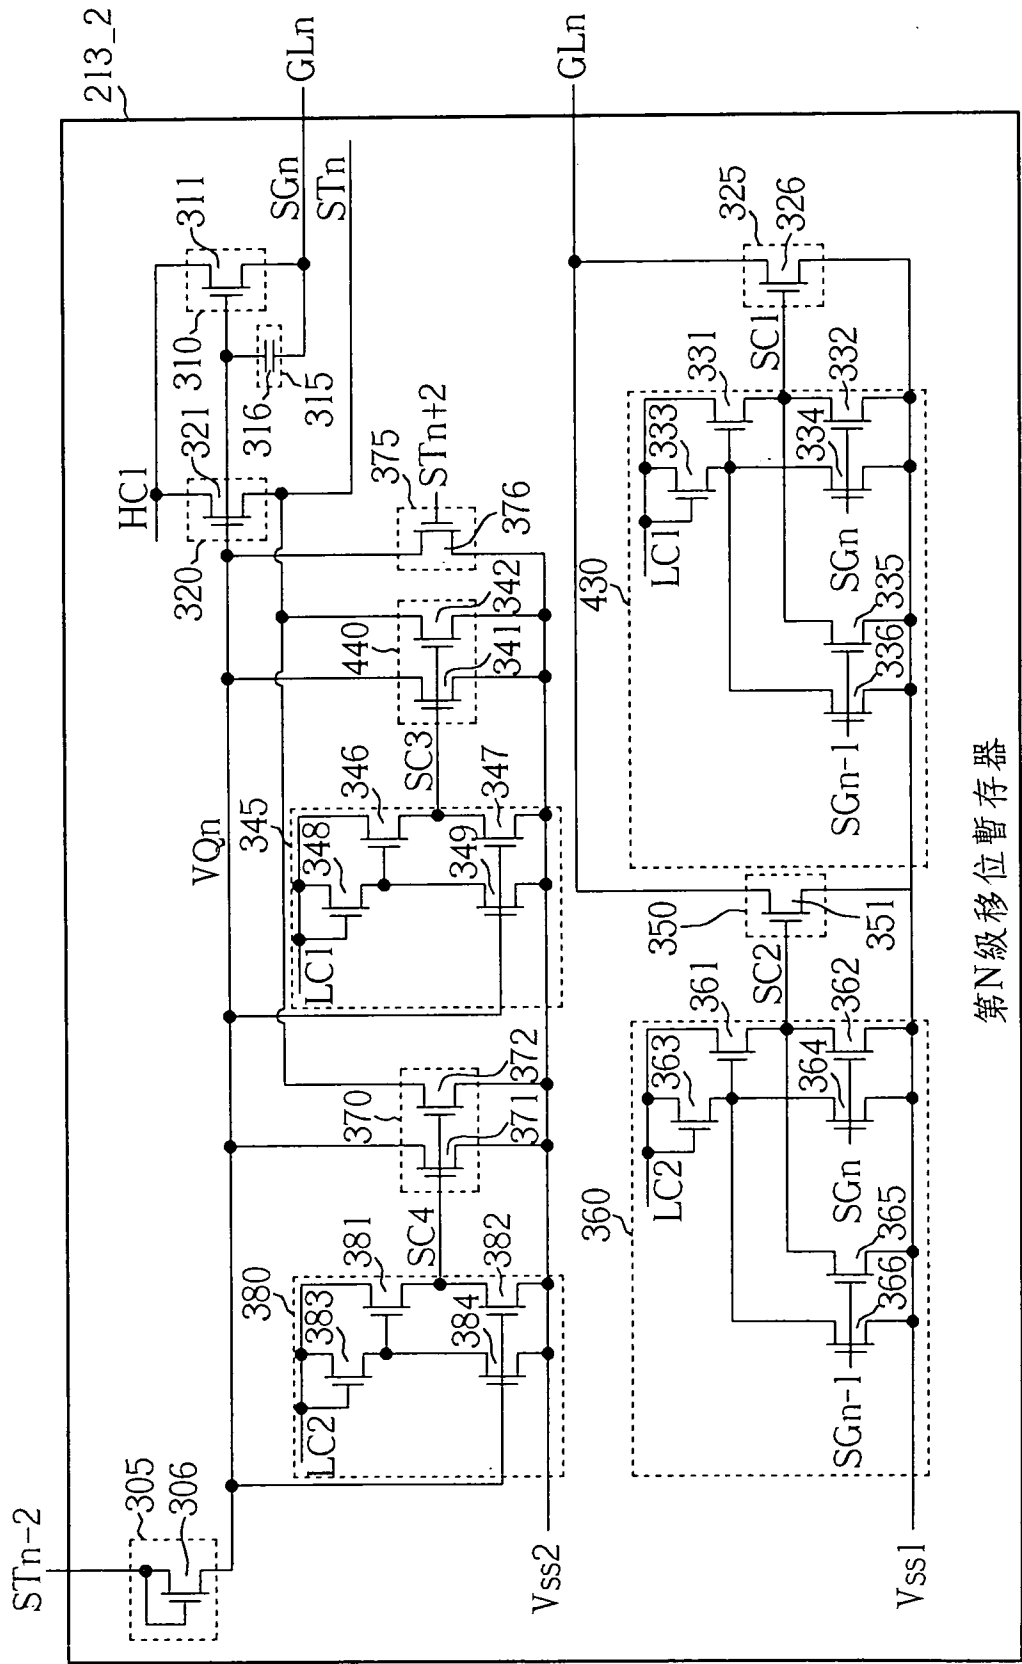 213_2
STn-2
305
306
HC1
320
321
310
311
316
315
SGn
GLn
STn
VQn
375
STn+2
376
440
342
341
SC3
345
346
348
347
349
LC1
370
372
371
SC4
380
381
383
382
384
LC2
Vss2
GLn
325
326
SC1
430
331
333
332
334
LC1
SGn
335
336
SGn-1
350
351
SC2
360
361
363
362
364
LC2
SGn
365
366
SGn-1
Vss1
第N級移位暫存器